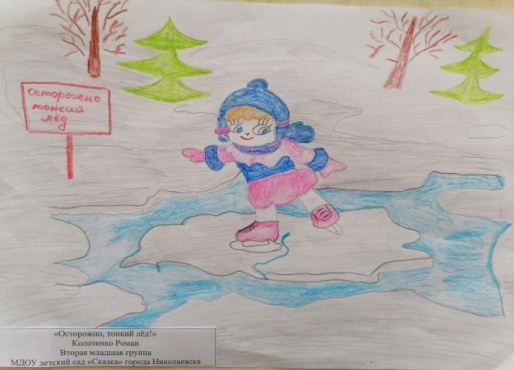 Осторожно
тонкий
лёд
«Осторожно, тонкий лёд!»
Колотенко Роман
Вторая младшая группа
МДОУ детский сад «Сказка» города Николаевска